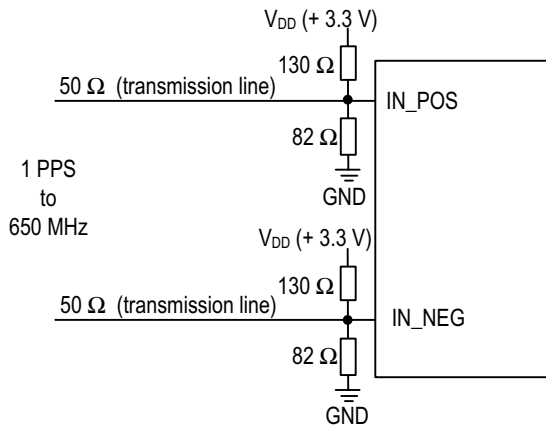 V_DD (+ 3.3 V)
130 Ω
50 Ω (transmission line)
IN_POS
82 Ω
GND
1 PPS
to
650 MHz
V_DD (+ 3.3 V)
130 Ω
50 Ω (transmission line)
IN_NEG
82 Ω
GND